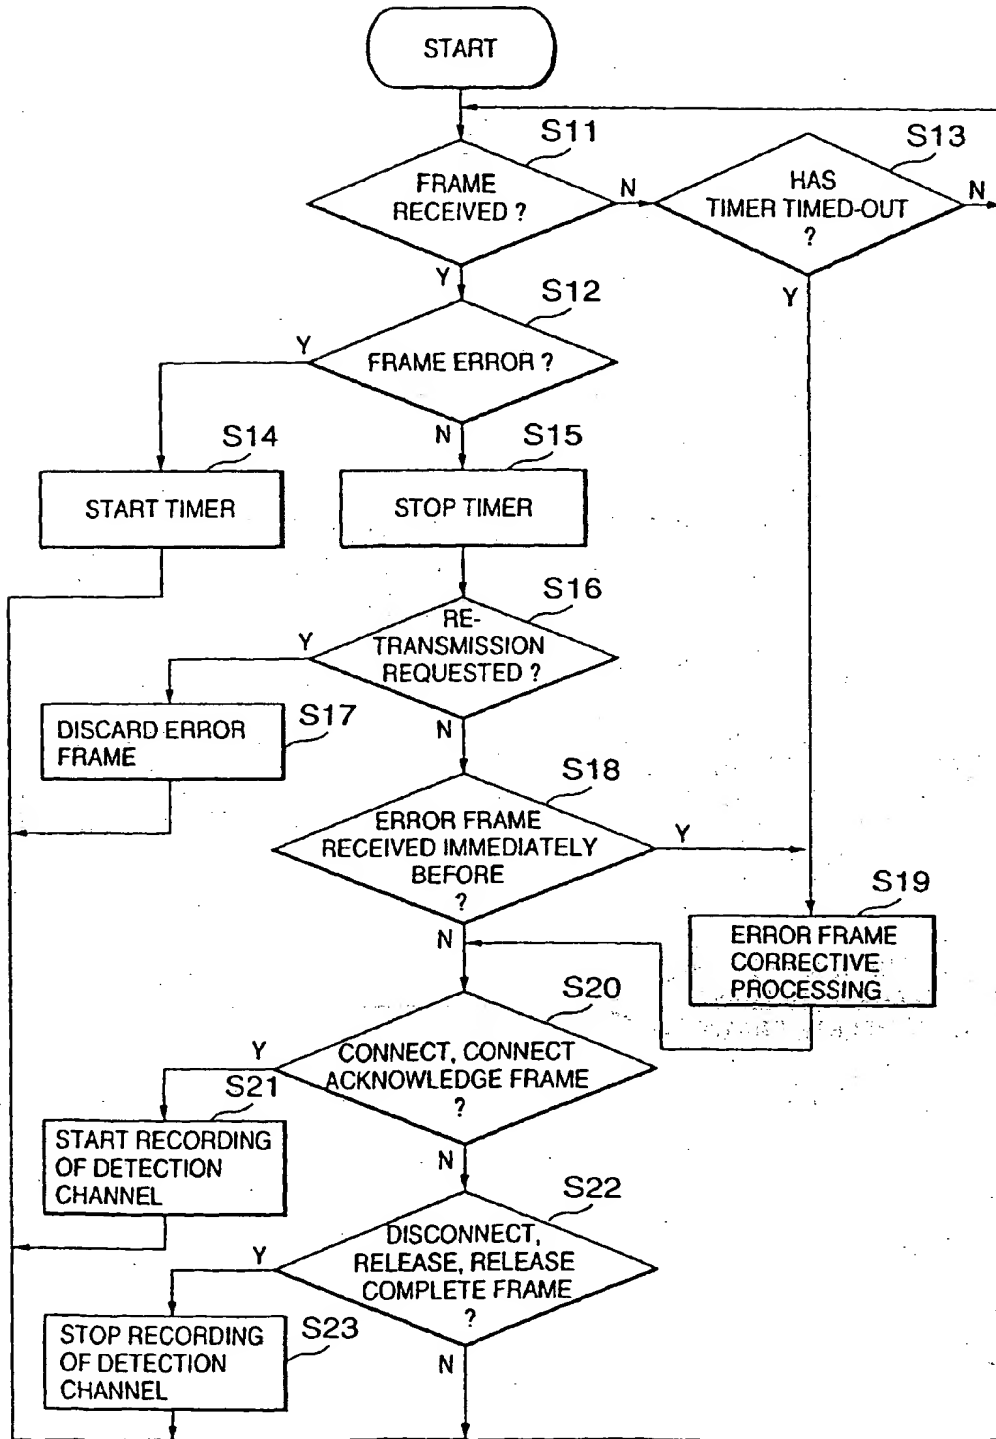 START
S11
FRAME
RECEIVED ?
N
Y
S13
HAS
TIMER TIMED-OUT
?
N
Y
S12
FRAME ERROR ?
Y
N
S14
START TIMER
S15
STOP TIMER
S16
RE-
TRANSMISSION
REQUESTED ?
Y
N
S17
DISCARD ERROR
FRAME
S18
ERROR FRAME
RECEIVED IMMEDIATELY
BEFORE
?
Y
N
S19
ERROR FRAME
CORRECTIVE
PROCESSING
S20
CONNECT, CONNECT
ACKNOWLEDGE FRAME
?
Y
N
S21
START RECORDING
OF DETECTION
CHANNEL
S22
DISCONNECT,
RELEASE, RELEASE
COMPLETE FRAME
?
Y
N
S23
STOP RECORDING
OF DETECTION
CHANNEL